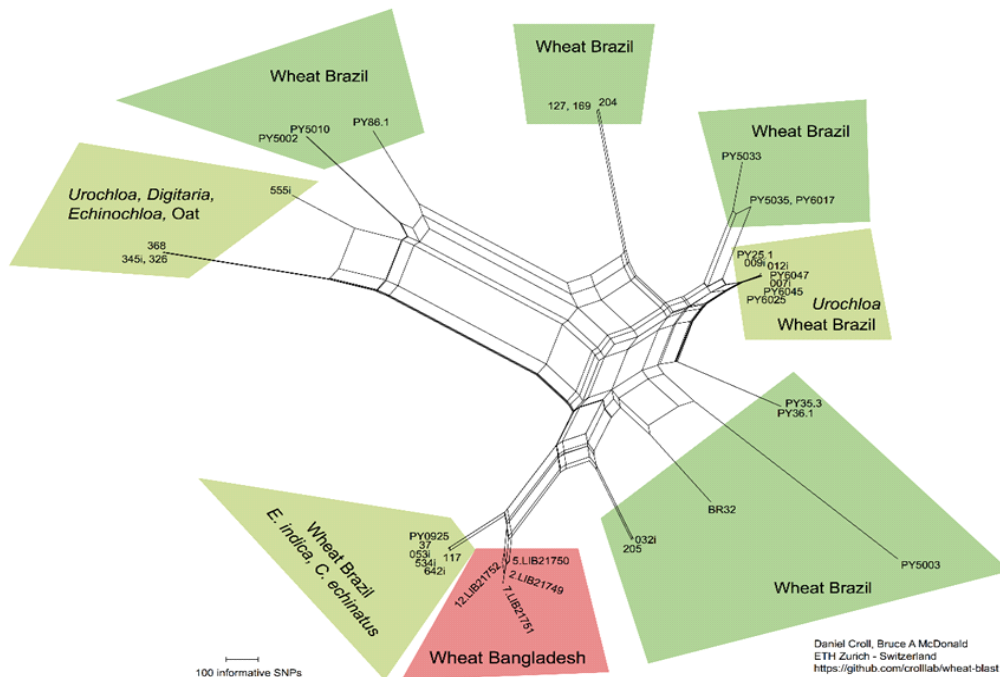 Wheat Brazil
127, 169
204
Wheat Brazil
PY86.1
PY5010
PY5002
Wheat Brazil
PY5033
PY5035, PY6017
Urochloa, Digitaria,
Echinochloa, Oat
555i
368
345i, 326
PY25.1
009i
012i
PY6047
007i
PY6045
PY6025
Urochloa
Wheat Brazil
PY35.3
PY36.1
BR32
032i
205
PY5003
Wheat Brazil
Wheat Brazil
E. indica, C. echinatus
PY0925
37
053i
117
534i
642i
5.LIB21750
12.LIB21752
2.LIB21749
7.LIB21751
Wheat Bangladesh
100 informative SNPs
Daniel Croll, Bruce A McDonald
ETH Zurich - Switzerland
https://github.com/crolllab/wheat-blast